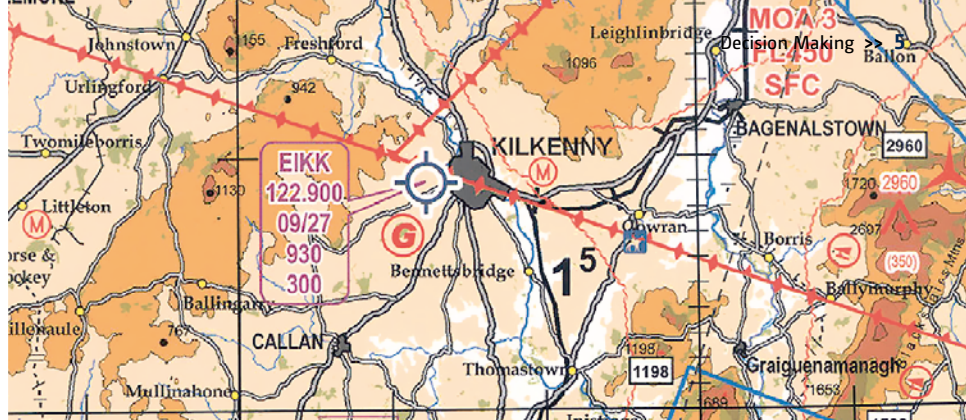 Johnstown
1155
Freshford
Leighlinbridge
MOA 3
Decision Making >> 5
FL450
SFC
Ballon
1096
Urlingford
942
Twomileborris
KILKENNY
BAGENALSTOWN
2960
EIKK
122.900
09/27
930
300
M
1130
1720
2960
Littleton
M
G
Gowran
Borris
(350)
Bennettsbridge
1 5
Ballymurphy
Ballingarry
767
CALLAN
1198
1198
Thomastown
Graiguenamanagh
Mullinahone
1653
1689